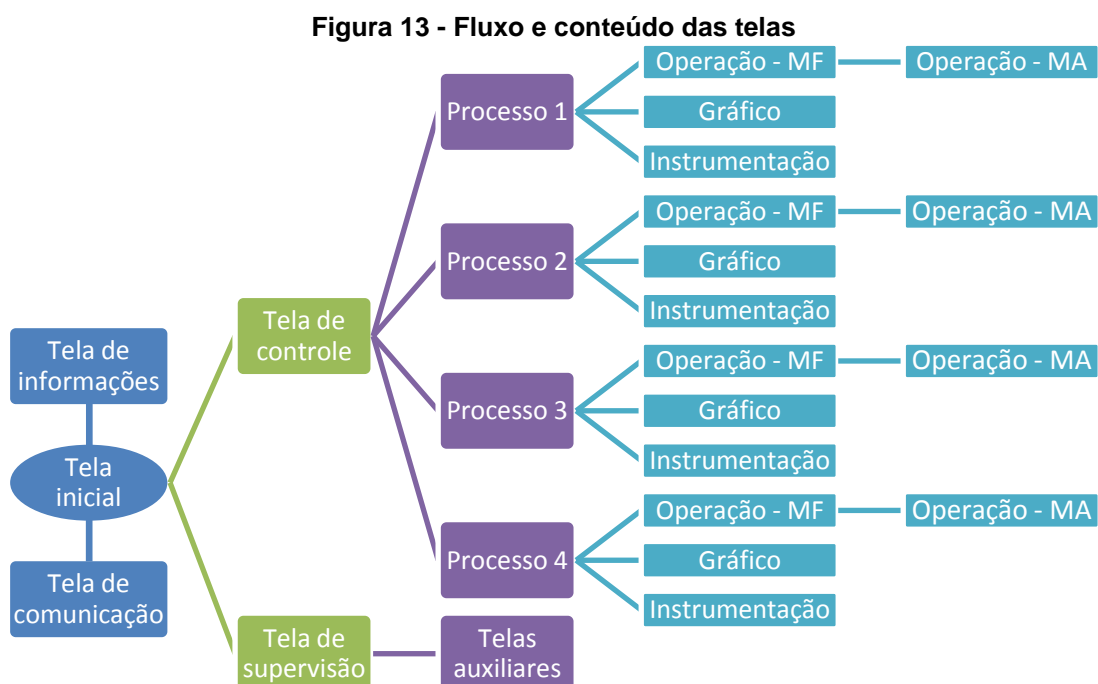 Figura 13 - Fluxo e conteúdo das telas
Tela de
informações
Tela
inicial
Tela de
comunicação
Tela de
controle
Tela de
supervisão
Processo 1
Operação - MF
Operação - MA
Gráfico
Instrumentação
Processo 2
Operação - MF
Operação - MA
Gráfico
Instrumentação
Processo 3
Operação - MF
Operação - MA
Gráfico
Instrumentação
Processo 4
Operação - MF
Operação - MA
Gráfico
Instrumentação
Telas
auxiliares